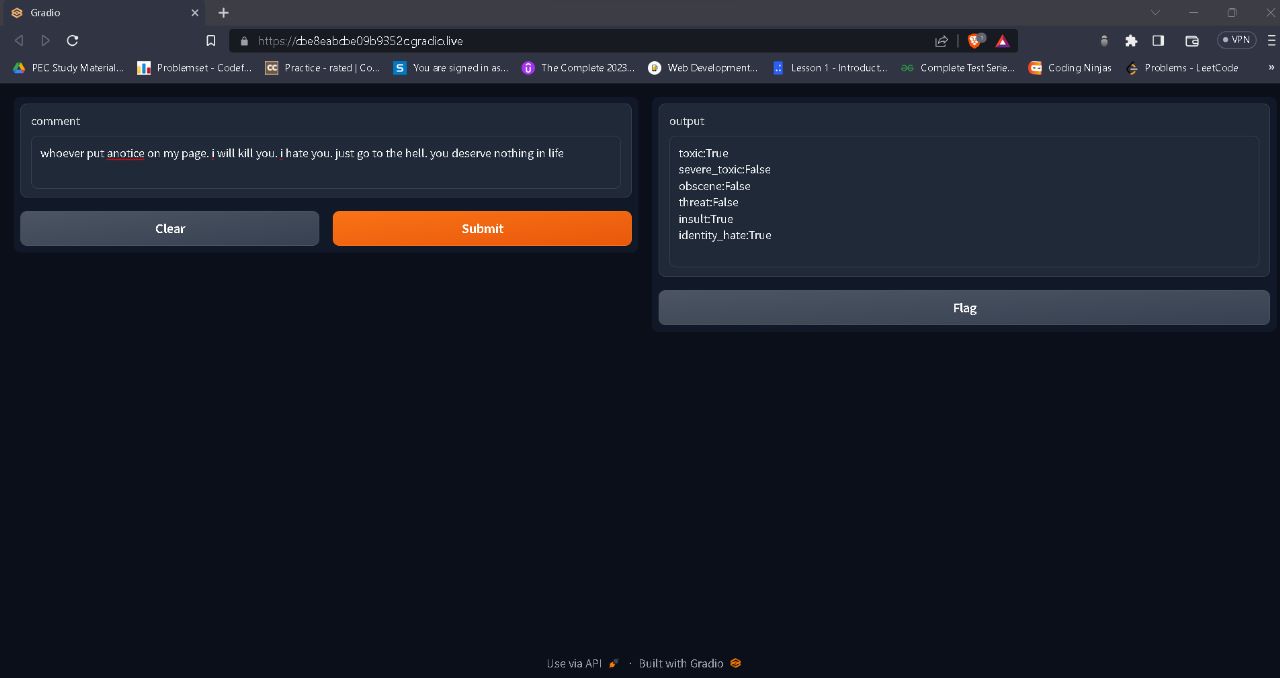 Gradio
https://cbe8eabcbe09b9352c.gradio.live
VPN
PEC Study Material...
Problemset - Codef...
Practice - rated | Co...
You are signed in as...
The Complete 2023...
Web Development...
Lesson 1 - Introduct...
Complete Test Serie...
Coding Ninjas
Problems - LeetCode
»
comment
whoever put anotice on my page. i will kill you. i hate you. just go to the hell. you deserve nothing in life
Clear
Submit
output
toxic:True
severe_toxic:False
obscene:False
threat:False
insult:True
identity_hate:True
Flag
Use via API · Built with Gradio